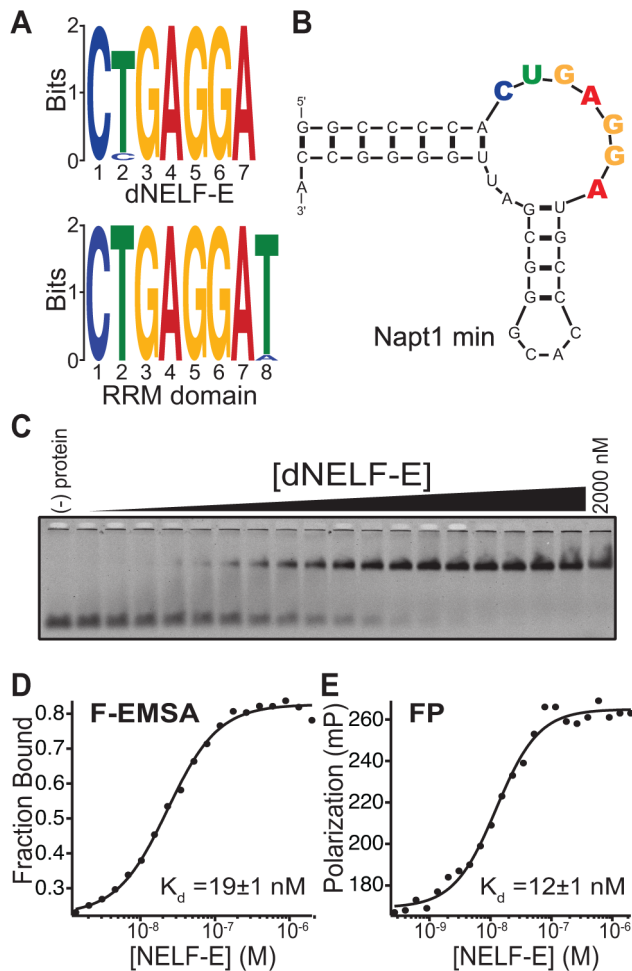 A
Bits
2
1
0
CTGAGGA
C
1 2 3 4 5 6 7
dNELF-E
Bits
2
1
0
CTGAGGAT
A
1 2 3 4 5 6 7 8
RRM domain
B
5'
G G C C C C A C U G A G G A
U G C C C
C A C G
G G G C G
A U U G G G G C C
A
3'
Napt1 min
C
(-) protein
[dNELF-E]
2000 nM
D
F-EMSA
Fraction Bound
0.8
0.7
0.6
0.5
0.4
0.3
Kd =19±1 nM
10-8 10-7 10-6
[NELF-E] (M)
E
FP
Polarization (mP)
260
240
220
200
180
170
Kd =12±1 nM
10-9 10-8 10-7 10-6
[NELF-E] (M)